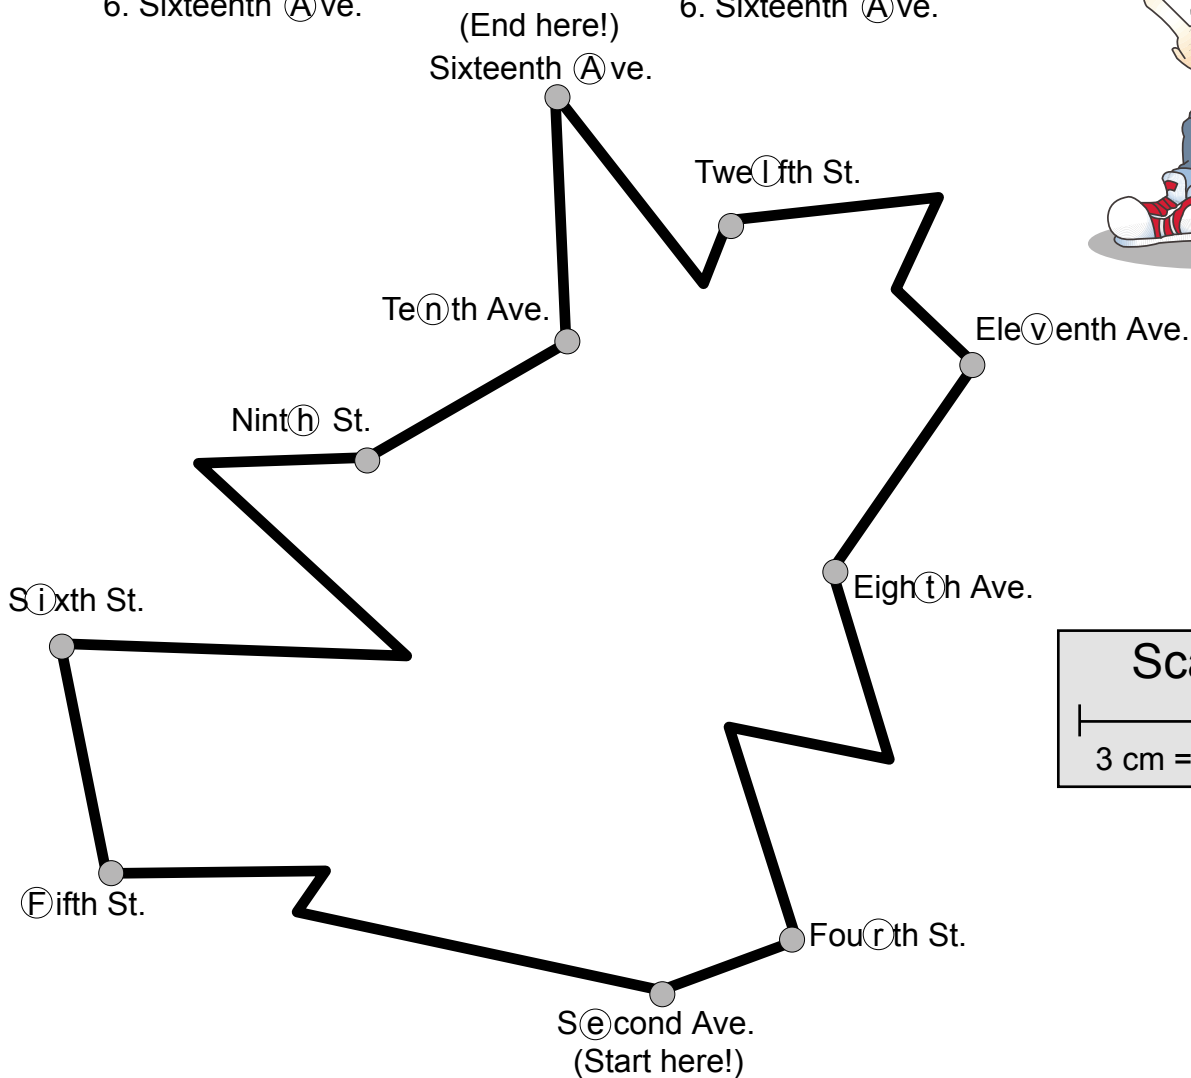 6. Sixteenth Ave.
6. Sixteenth Ave.
(End here!)
Sixteenth Ave.
Twelfth St.
Tenth Ave.
Eleventh Ave.
Ninth St.
Eighth Ave.
Sixth St.
3 cm =
Fifth St.
Fourth St.
Second Ave.
(Start here!)